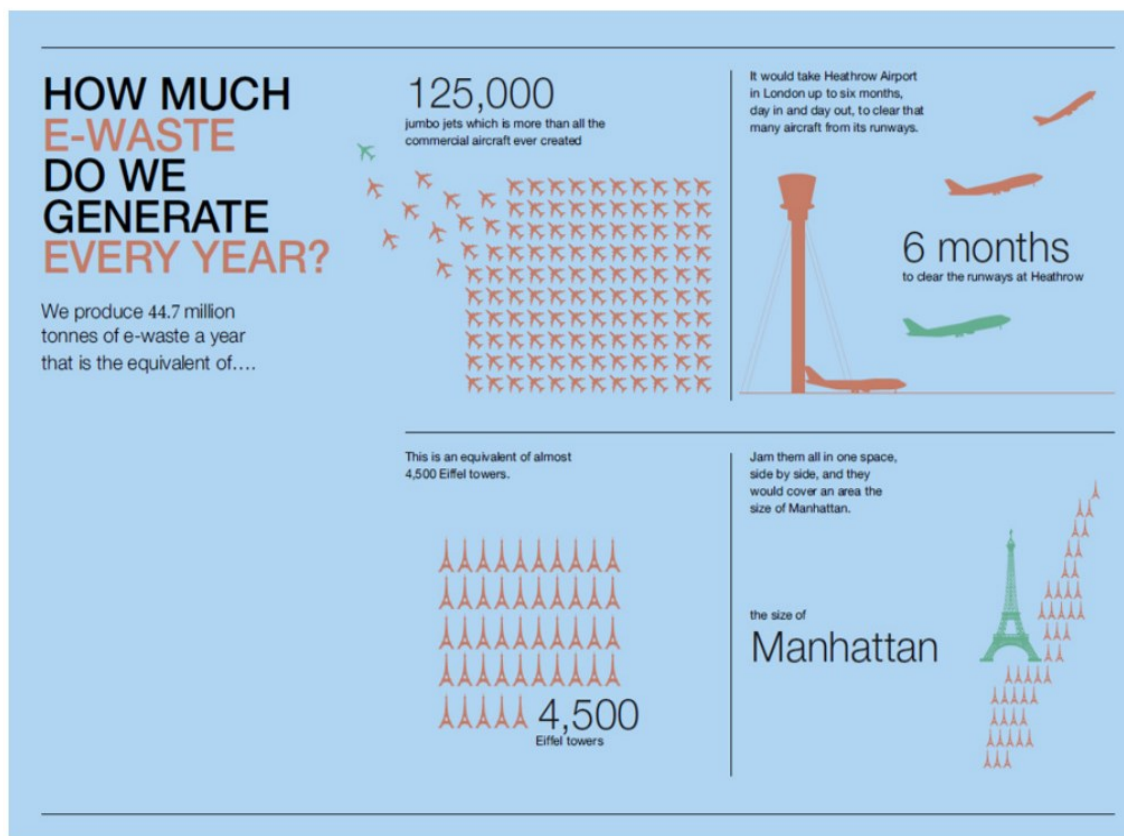 HOW MUCH
E-WASTE
DO WE
GENERATE
EVERY YEAR?
We produce 44.7 million
tonnes of e-waste a year
that is the equivalent of....
125,000
jumbo jets which is more than all the
commercial aircraft ever created
It would take Heathrow Airport
in London up to six months,
day in and day out, to clear that
many aircraft from its runways.
6 months
to clear the runways at Heathrow
This is an equivalent of almost
4,500 Eiffel towers.
4,500
Eiffel towers
Jam them all in one space,
side by side, and they
would cover an area the
size of Manhattan.
the size of
Manhattan